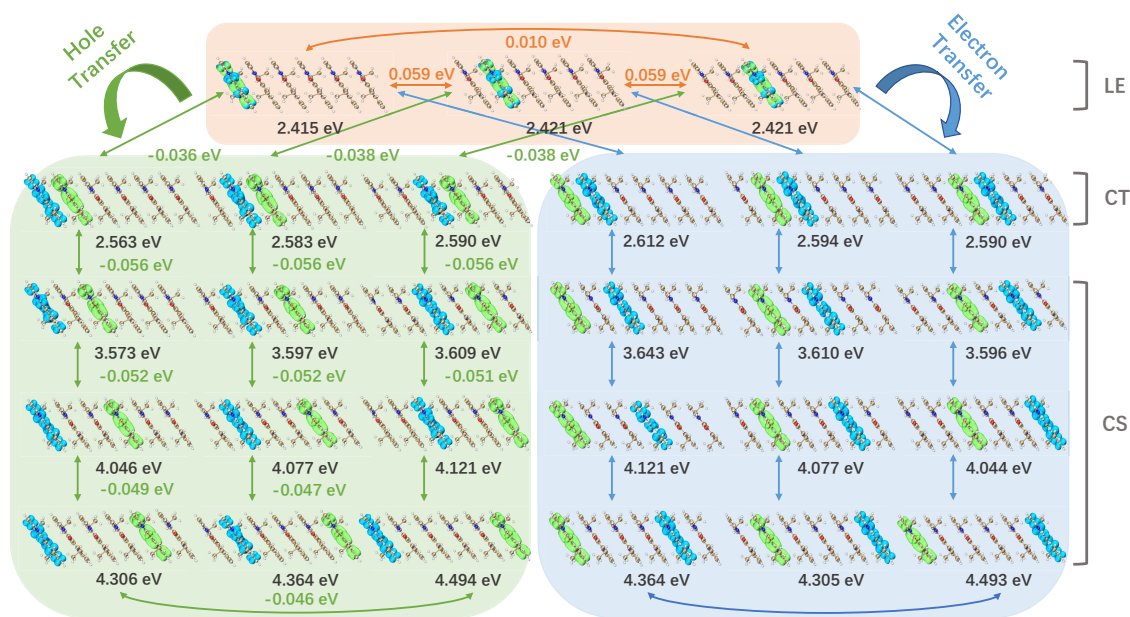 Hole
Transfer
0.010 eV
Electron
Transfer
0.059 eV
0.059 eV
LE
2.415 eV
2.421 eV
2.421 eV
-0.036 eV
-0.038 eV
-0.038 eV
CT
2.563 eV
2.583 eV
2.590 eV
2.612 eV
2.594 eV
2.590 eV
-0.056 eV
-0.056 eV
-0.056 eV
3.573 eV
3.597 eV
3.609 eV
3.643 eV
3.610 eV
3.596 eV
-0.052 eV
-0.052 eV
-0.051 eV
CS
4.046 eV
4.077 eV
4.121 eV
4.121 eV
4.077 eV
4.044 eV
-0.049 eV
-0.047 eV
4.306 eV
4.364 eV
4.494 eV
4.364 eV
4.305 eV
4.493 eV
-0.046 eV